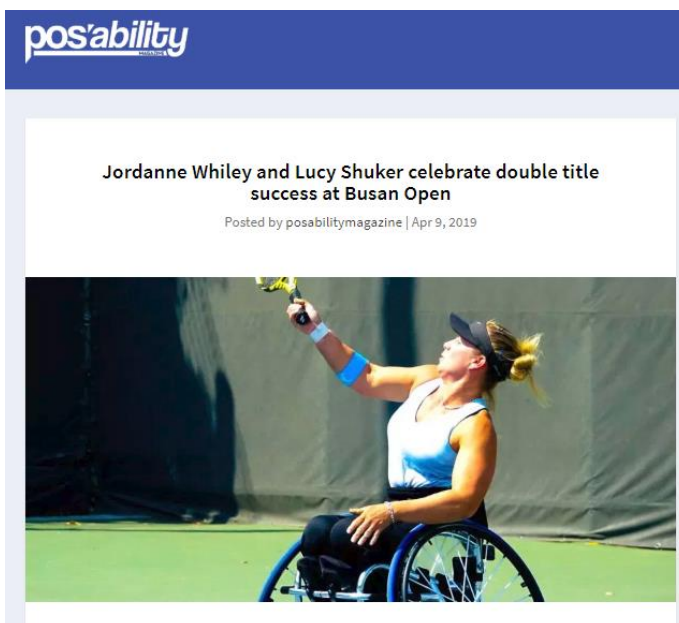 pos'ability
MAGAZINE
Jordanne Whiley and Lucy Shuker celebrate double title
success at Busan Open
Posted by posabilitymagazine | Apr 9, 2019